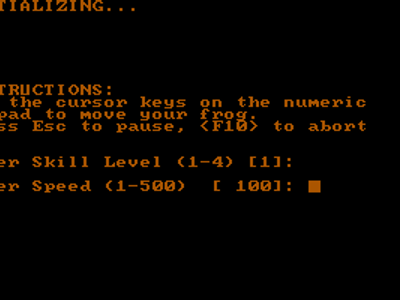 TIALIZING...
TRUCTIONS:
the cursor keys on the numeric
pad to move your frog.
ss Esc to pause, <F10> to abort
er Skill Level (1-4) [1]:
er Speed (1-500) [ 100]: